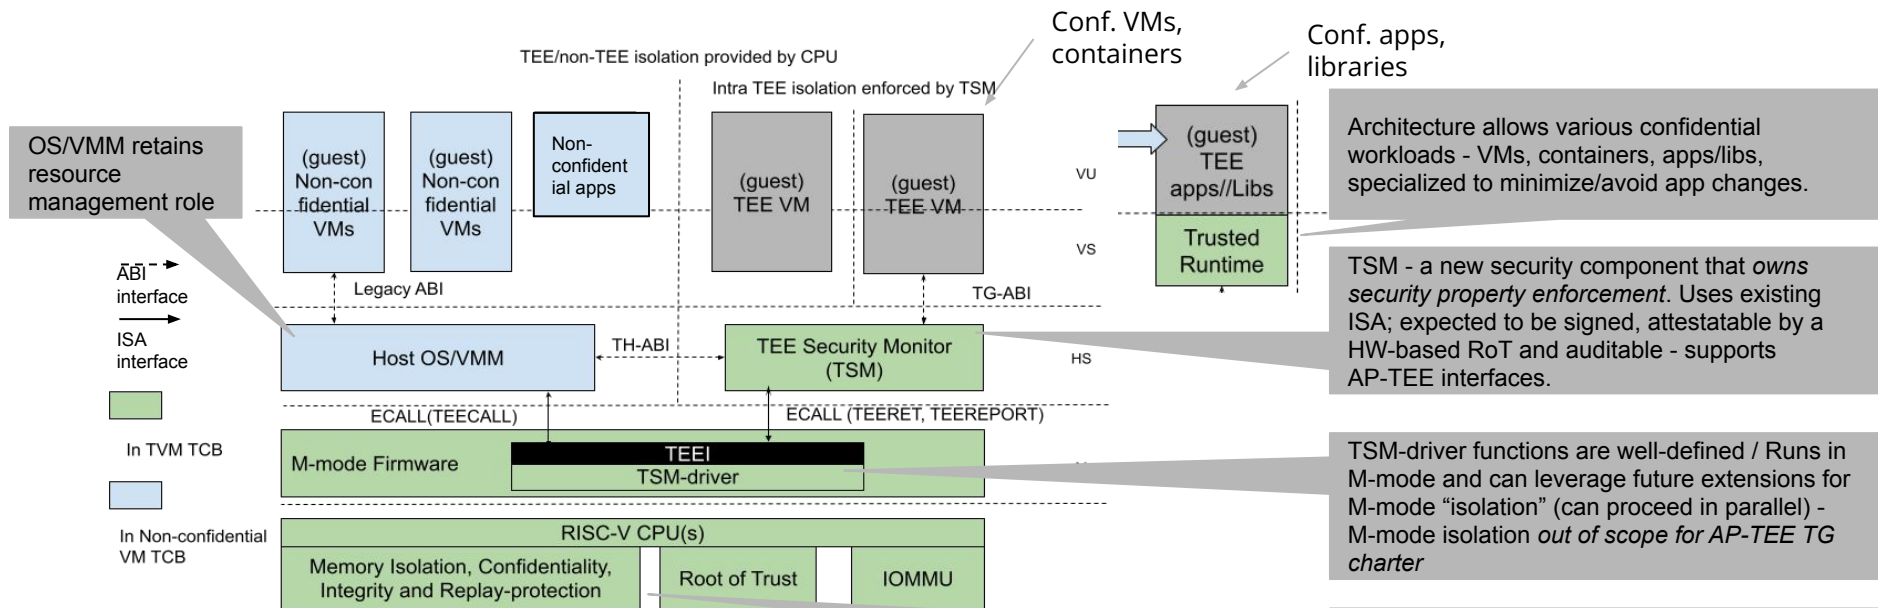 Conf. VMs,
containers
Conf. apps,
libraries
TEE/non-TEE isolation provided by CPU
Intra TEE isolation enforced by TSM
OS/VMM retains
resource
management role
(guest)
Non-con
fidential
VMs
(guest)
Non-con
fidential
VMs
Non-
confident
ial apps
(guest)
TEE VM
(guest)
TEE VM
VU
VS
(guest)
TEE
apps//Libs
Trusted
Runtime
Architecture allows various confidential
workloads - VMs, containers, apps/libs,
specialized to minimize/avoid app changes.
ABI
interface
ISA
interface
Legacy ABI
TG-ABI
Host OS/VMM
TH-ABI
TEE Security Monitor
(TSM)
HS
TSM - a new security component that owns
security property enforcement. Uses existing
ISA; expected to be signed, attestatable by a
HW-based RoT and auditable - supports
AP-TEE interfaces.
In TVM TCB
In Non-confidential
VM TCB
ECALL(TEECALL)
ECALL (TEERET, TEEREPORT)
M-mode Firmware
TEEI
TSM-driver
TSM-driver functions are well-defined / Runs in
M-mode and can leverage future extensions for
M-mode “isolation” (can proceed in parallel) -
M-mode isolation out of scope for AP-TEE TG
charter
RISC-V CPU(s)
Memory Isolation, Confidentiality,
Integrity and Replay-protection
Root of Trust
IOMMU